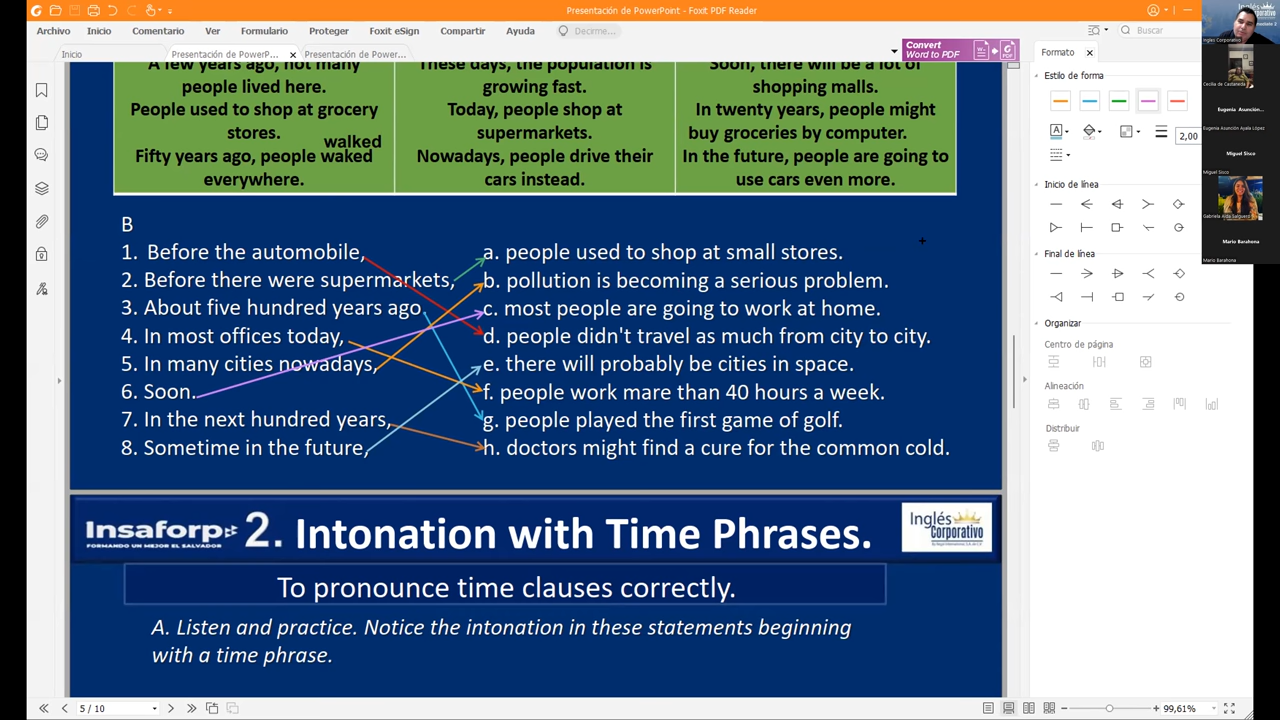 Presentación de PowerPoint - Foxit PDF Reader
Archivo Inicio Comentario Ver Formulario Proteger Foxit eSign Compartir Ayuda Decirme... Buscar
Inicio Presentación de PowerP... Presentación de PowerPo...
Convert
Word to PDF
A few years ago, not many
people lived here.
People used to shop at grocery
stores.
walked
Fifty years ago, people waked
everywhere.
These days, the population is
growing fast.
Today, people shop at
supermarkets.
Nowadays, people drive their
cars instead.
Soon, there will be a lot of
shopping malls.
In twenty years, people might
buy groceries by computer.
In the future, people are going to
use cars even more.
B
1. Before the automobile,
2. Before there were supermarkets,
3. About five hundred years ago,
4. In most offices today,
5. In many cities nowadays,
6. Soon.
7. In the next hundred years,
8. Sometime in the future,
a. people used to shop at small stores.
b. pollution is becoming a serious problem.
c. most people are going to work at home.
d. people didn't travel as much from city to city.
e. there will probably be cities in space.
f. people work mare than 40 hours a week.
g. people played the first game of golf.
h. doctors might find a cure for the common cold.
Insaforp
FORMANDO UN MEJOR EL SALVADOR
2. Intonation with Time Phrases.
Inglés
Corporativo
To pronounce time clauses correctly.
A. Listen and practice. Notice the intonation in these statements beginning
with a time phrase.
Formato
Estilo de forma
2,00
Inicio de línea
Final de línea
Organizar
Centro de página
Alineación
Distribuir
Ingles Corporativo
Cecilia de Castaneda
Eugenia Asunción...
Eugenia Asunción Ayala López
Miguel Sisco
Miguel Sisco
Gabriela Aida Salguero
Mario Barahona
Mario Barahona
5 / 10
99,61%